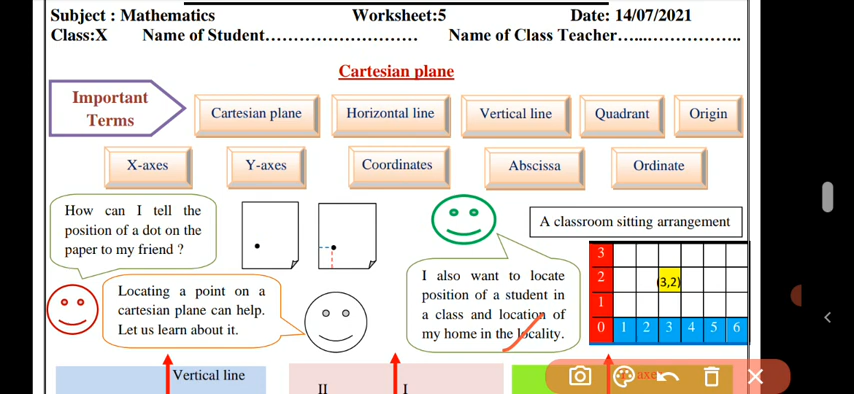 Subject : Mathematics Worksheet:5 Date: 14/07/2021
Class:X Name of Student………………………… Name of Class Teacher…...……………..
Cartesian plane
Important
Terms
Cartesian plane Horizontal line Vertical line Quadrant Origin
X-axes Y-axes Coordinates Abscissa Ordinate
How can I tell the
position of a dot on the
paper to my friend ?
Locating a point on a
cartesian plane can help.
Let us learn about it.
I also want to locate
position of a student in
a class and location of
my home in the locality.
A classroom sitting arrangement
3
2 (3,2)
1
0 1 2 3 4 5 6
Vertical line
II I